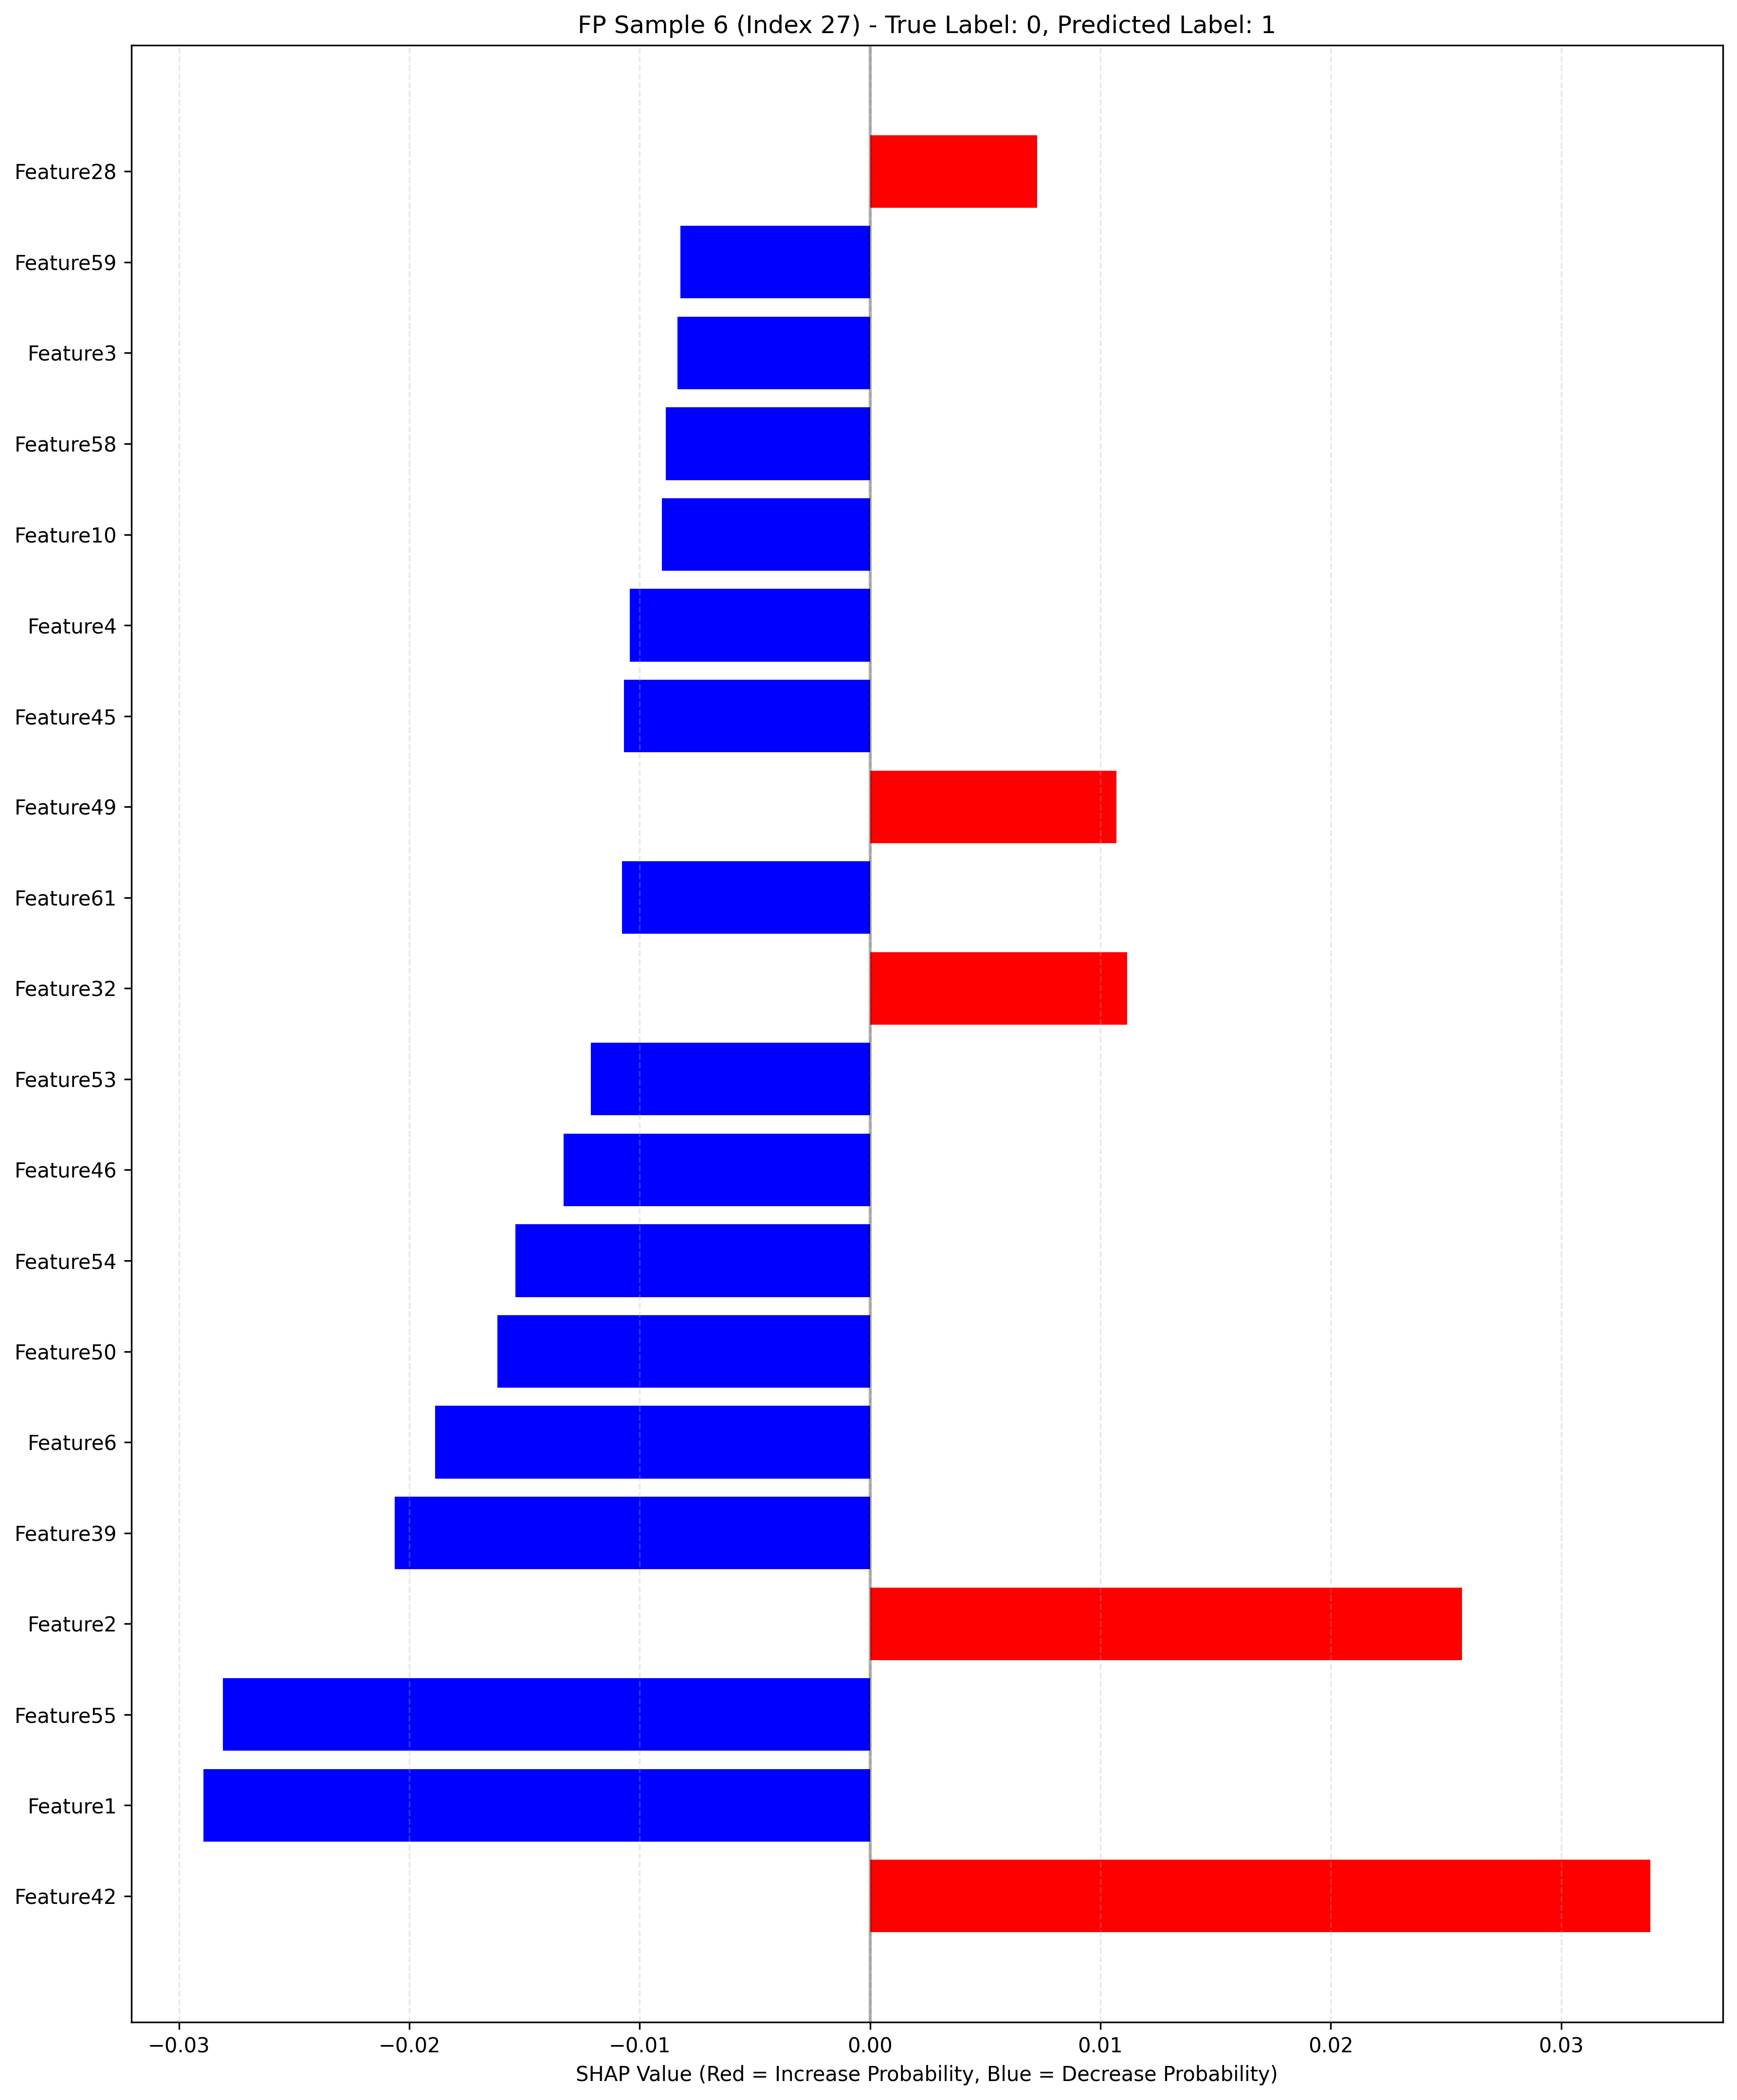 FP Sample 6 (Index 27) - True Label: 0, Predicted Label: 1
Feature28
Feature59
Feature3
Feature58
Feature10
Feature4
Feature45
Feature49
Feature61
Feature32
Feature53
Feature46
Feature54
Feature50
Feature6
Feature39
Feature2
Feature55
Feature1
Feature42
−0.03 −0.02 −0.01 0.00 0.01 0.02 0.03
SHAP Value (Red = Increase Probability, Blue = Decrease Probability)